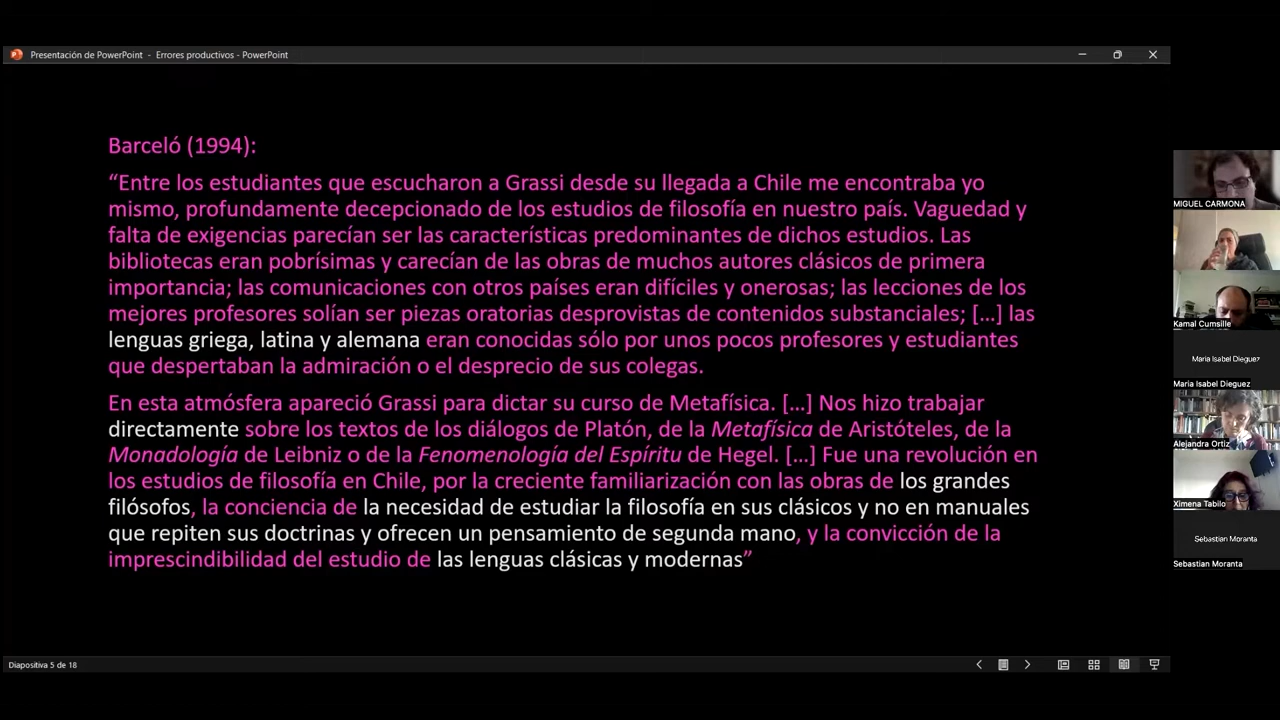 Presentación de PowerPoint - Errores productivos - PowerPoint
Barceló (1994):
“Entre los estudiantes que escucharon a Grassi desde su llegada a Chile me encontraba yo
mismo, profundamente decepcionado de los estudios de filosofía en nuestro país. Vaguedad y
falta de exigencias parecían ser las características predominantes de dichos estudios. Las
bibliotecas eran pobrísimas y carecían de las obras de muchos autores clásicos de primera
importancia; las comunicaciones con otros países eran difíciles y onerosas; las lecciones de los
mejores profesores solían ser piezas oratorias desprovistas de contenidos substanciales; […] las
lenguas griega, latina y alemana eran conocidas sólo por unos pocos profesores y estudiantes
que despertaban la admiración o el desprecio de sus colegas.
En esta atmósfera apareció Grassi para dictar su curso de Metafísica. […] Nos hizo trabajar
directamente sobre los textos de los diálogos de Platón, de la Metafísica de Aristóteles, de la
Monadología de Leibniz o de la Fenomenología del Espíritu de Hegel. […] Fue una revolución en
los estudios de filosofía en Chile, por la creciente familiarización con las obras de los grandes
filósofos, la conciencia de la necesidad de estudiar la filosofía en sus clásicos y no en manuales
que repiten sus doctrinas y ofrecen un pensamiento de segunda mano, y la convicción de la
imprescindibilidad del estudio de las lenguas clásicas y modernas”
Diapositiva 5 de 18
MIGUEL CARMONA
Kamal Cumsille
Maria Isabel Dieguez
Maria Isabel Dieguez
Alejandra Ortiz
Ximena Tabilo
Sebastian Moranta
Sebastian Moranta